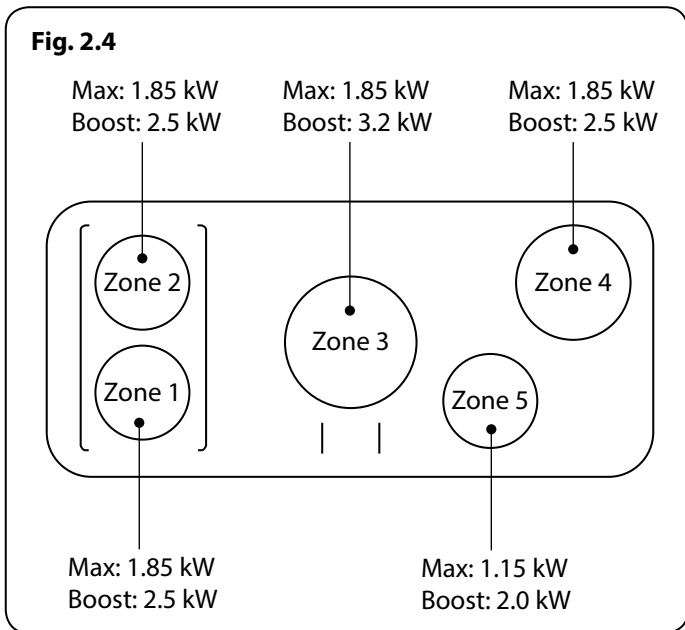 Fig. 2.4
Max: 1.85 kW
Boost: 2.5 kW
Max: 1.85 kW
Boost: 3.2 kW
Max: 1.85 kW
Boost: 2.5 kW
Zone 2
Zone 4
Zone 3
Zone 1
Zone 5
Max: 1.85 kW
Boost: 2.5 kW
Max: 1.15 kW
Boost: 2.0 kW